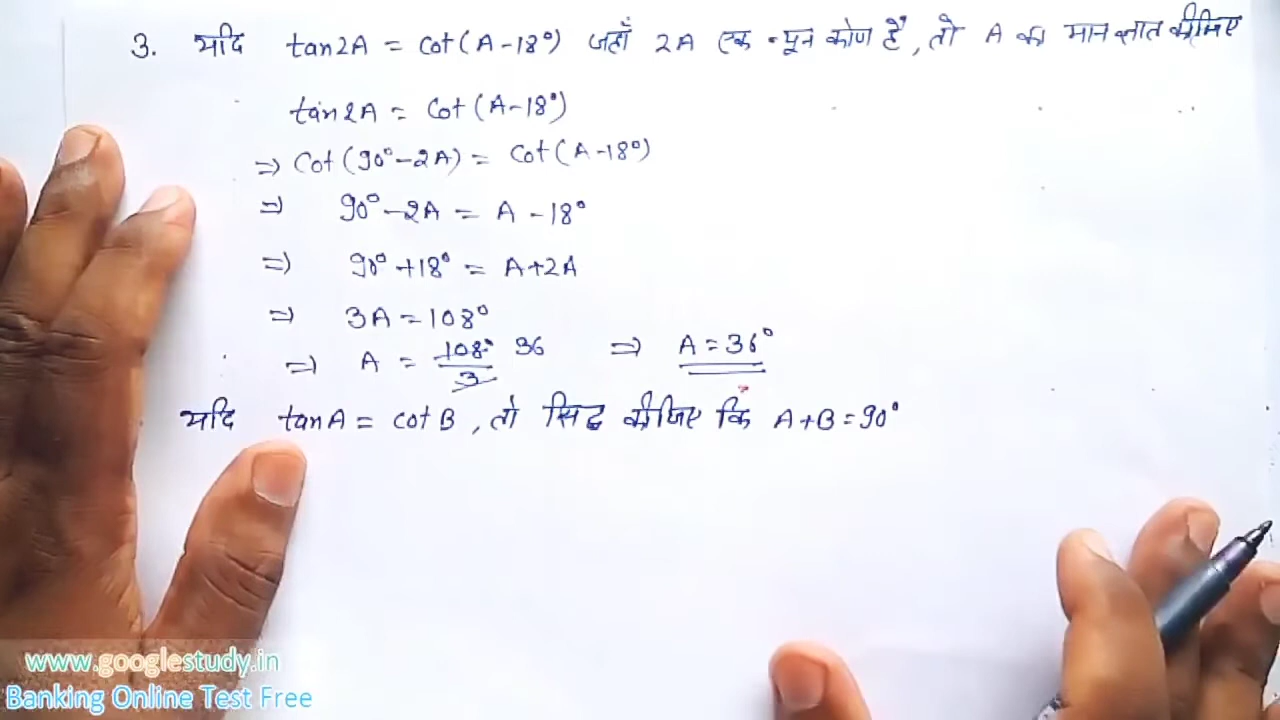 3. यदि tan2A = cot(A-18°) जहाँ 2A एक न्यून कोण है, तो A का मान ज्ञात कीजिए
tan2A = cot(A-18°)
⇒ cot(90°-2A) = cot(A-18°)
⇒ 90°-2A = A-18°
⇒ 90°+18° = A+2A
⇒ 3A=108°
⇒ A = 108°/3 36 ⇒ A=36°
यदि tanA = cotB, तो सिद्ध कीजिए कि A+B=90°
www.googlestudy.in
Banking Online Test Free